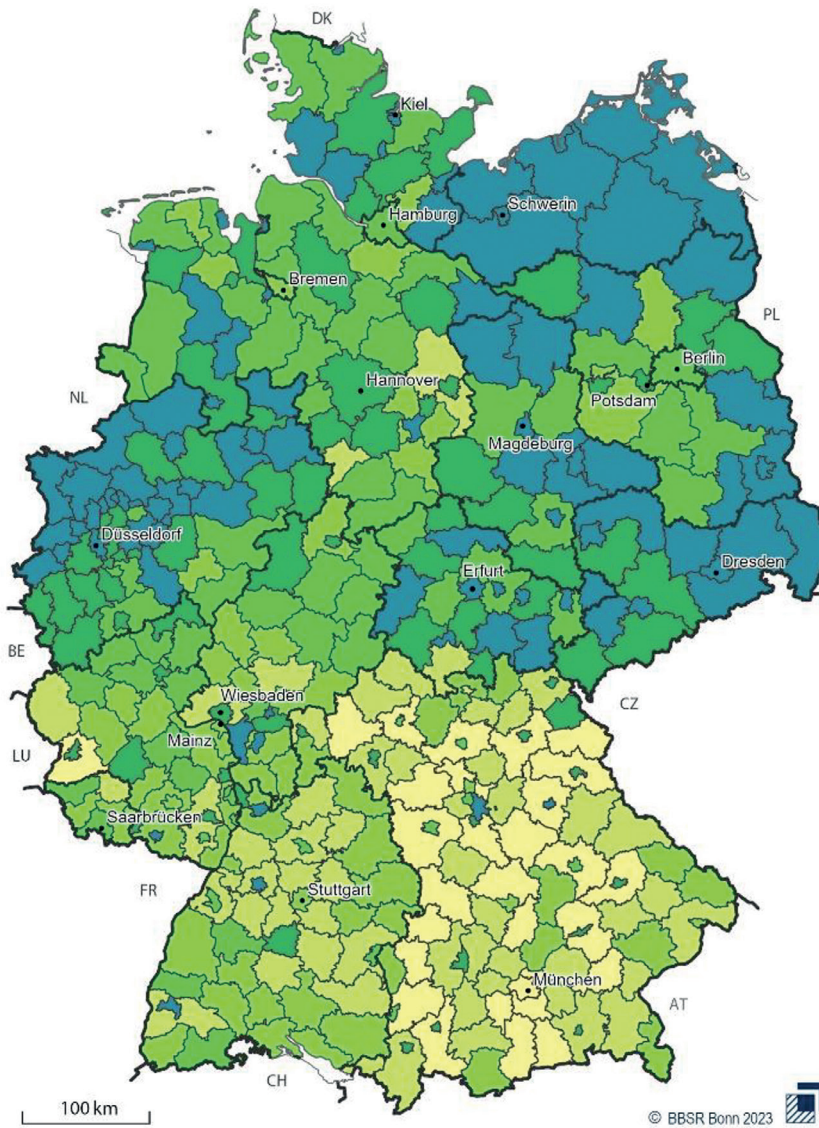 DK
Kiel
Schwerin
Hamburg
Bremen
PL
Berlin
Hannover
Potsdam
NL
Magdeburg
Düsseldorf
Erfurt
Dresden
BE
Wiesbaden
CZ
Mainz
LU
Saarbrücken
FR
Stuttgart
München
AT
CH
100 km
© BBSR Bonn 2023